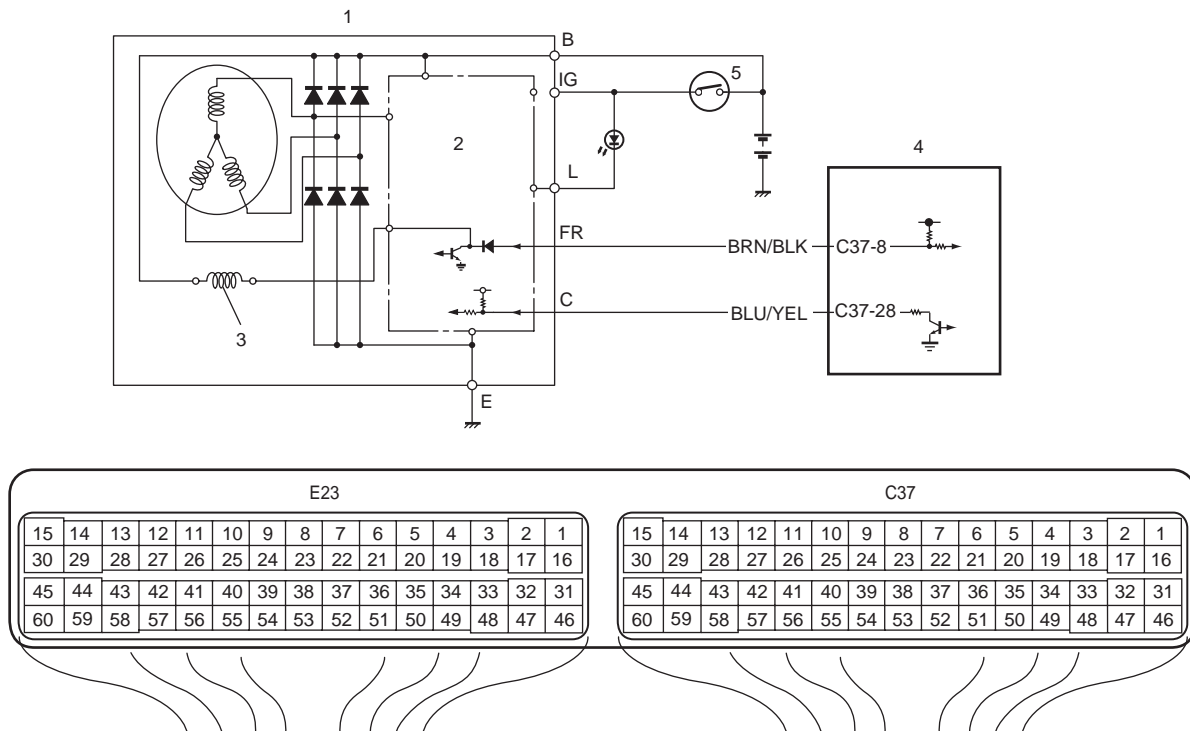 1
B
IG
5
2
4
L
FR
BRN/BLK
C37-8
C
BLU/YEL
C37-28
3
E
E23
15 14 13 12 11 10 9 8 7 6 5 4 3 2 1
30 29 28 27 26 25 24 23 22 21 20 19 18 17 16
45 44 43 42 41 40 39 38 37 36 35 34 33 32 31
60 59 58 57 56 55 54 53 52 51 50 49 48 47 46
C37
15 14 13 12 11 10 9 8 7 6 5 4 3 2 1
30 29 28 27 26 25 24 23 22 21 20 19 18 17 16
45 44 43 42 41 40 39 38 37 36 35 34 33 32 31
60 59 58 57 56 55 54 53 52 51 50 49 48 47 46